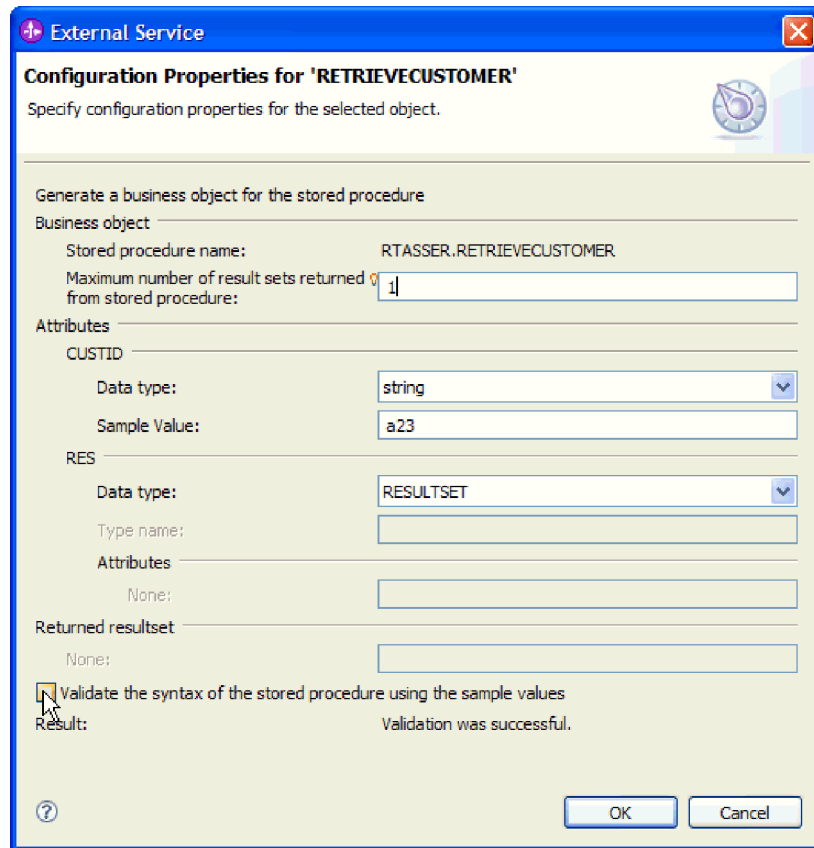 External Service
Configuration Properties for 'RETRIEVECUSTOMER'
Specify configuration properties for the selected object.
Generate a business object for the stored procedure
Business object
Stored procedure name: RTASSER.RETRIEVECUSTOMER
Maximum number of result sets returned
from stored procedure: 1
Attributes
CUSTID
Data type: string
Sample Value: a23
RES
Data type: RESULTSET
Type name:
Attributes
None:
Returned resultset
None:
Validate the syntax of the stored procedure using the sample values
Result: Validation was successful.
? OK Cancel